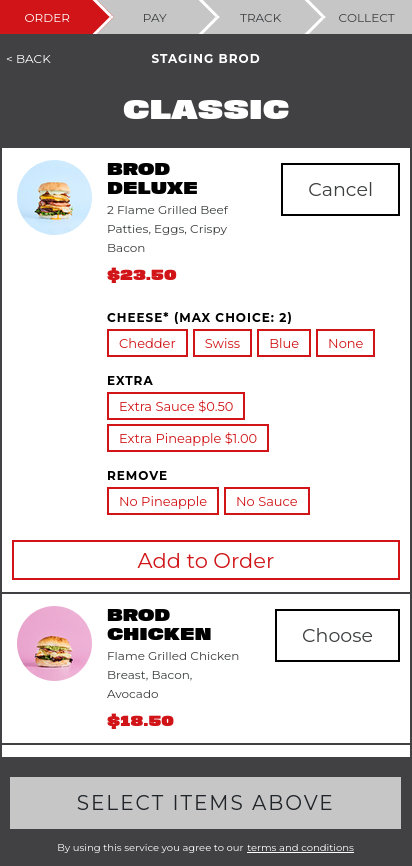 ORDER PAY TRACK COLLECT
< BACK STAGING BROD
CLASSIC
BROD
DELUXE
Cancel
2 Flame Grilled Beef
Patties, Eggs, Crispy
Bacon
$23.50
CHEESE* (MAX CHOICE: 2)
Chedder Swiss Blue None
EXTRA
Extra Sauce $0.50
Extra Pineapple $1.00
REMOVE
No Pineapple No Sauce
Add to Order
BROD
CHICKEN
Choose
Flame Grilled Chicken
Breast, Bacon,
Avocado
$18.50
SELECT ITEMS ABOVE
By using this service you agree to our terms and conditions